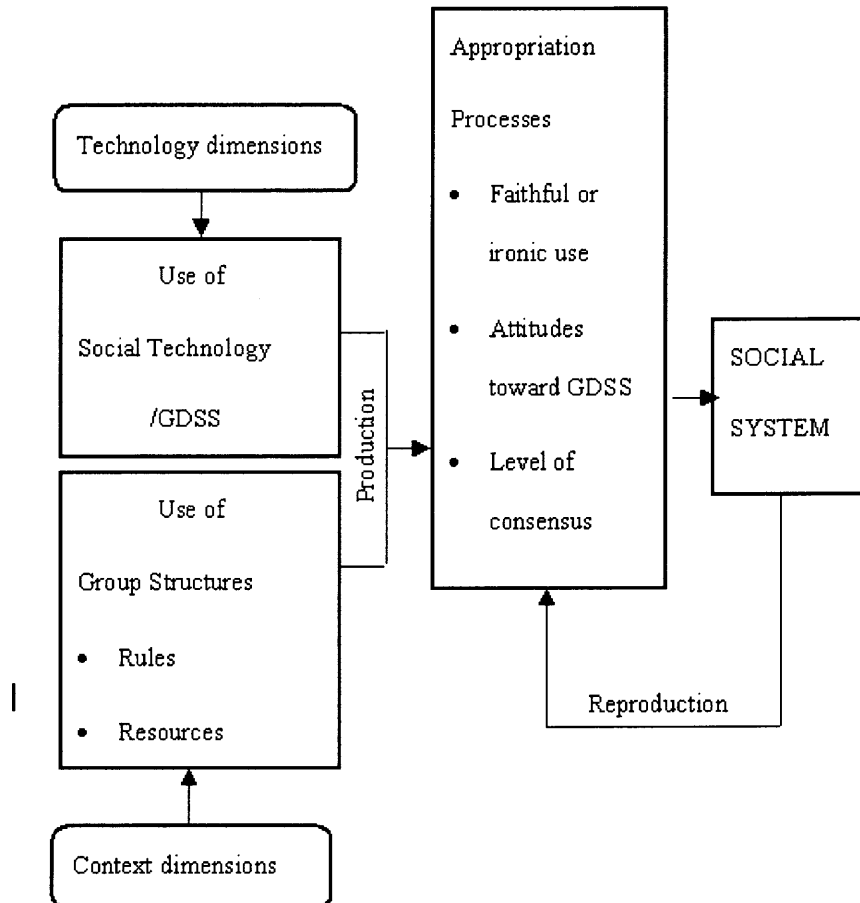 Technology dimensions
Use of
Social Technology
/GDSS
Use of
Group Structures
• Rules
• Resources
Context dimensions
Production
Appropriation
Processes
• Faithful or
ironic use
• Attitudes
toward GDSS
• Level of
consensus
SOCIAL
SYSTEM
Reproduction